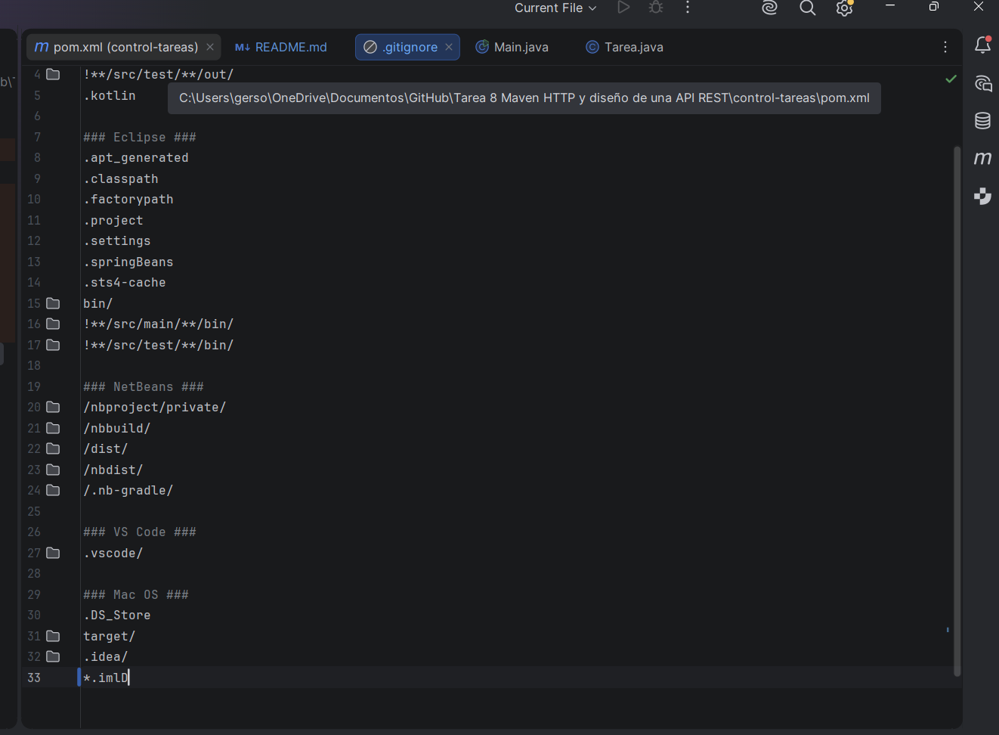 Current File
pom.xml (control-tareas)
README.md
.gitignore
Main.java
Tarea.java
4 !**/src/test/**/out/
5 .kotlin
C:\Users\gerso\OneDrive\Documentos\GitHub\Tarea 8 Maven HTTP y diseño de una API REST\control-tareas\pom.xml
6
7 ### Eclipse ###
8 .apt_generated
9 .classpath
10 .factorypath
11 .project
12 .settings
13 .springBeans
14 .sts4-cache
15 bin/
16 !**/src/main/**/bin/
17 !**/src/test/**/bin/
18
19 ### NetBeans ###
20 /nbproject/private/
21 /nbbuild/
22 /dist/
23 /nbdist/
24 /.nb-gradle/
25
26 ### VS Code ###
27 .vscode/
28
29 ### Mac OS ###
30 .DS_Store
31 target/
32 .idea/
33 *.imlD